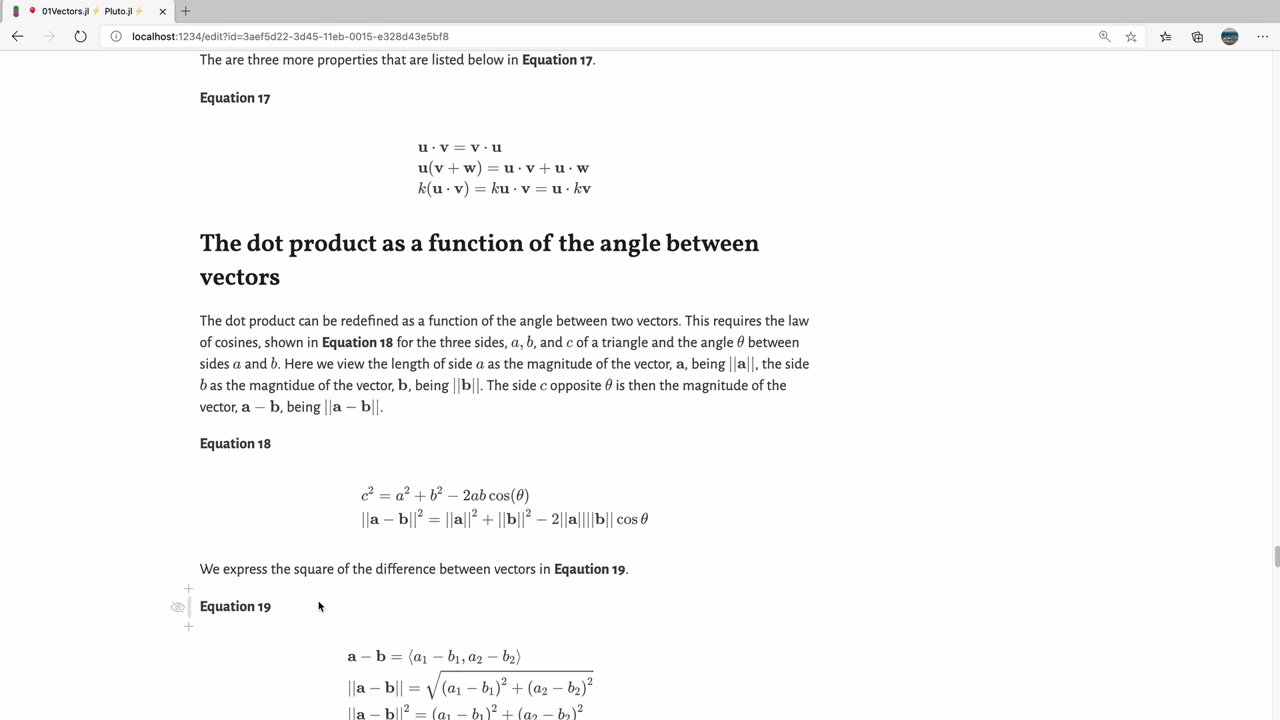 01Vectors.jl ⚡ Pluto.jl ⚡
localhost:1234/edit?id=3aef5d22-3d45-11eb-0015-e328d43e5bf8
The are three more properties that are listed below in Equation 17.
Equation 17
u · v = v · u
u(v + w) = u · v + u · w
k(u · v) = ku · v = u · kv
The dot product as a function of the angle between
vectors
The dot product can be redefined as a function of the angle between two vectors. This requires the law
of cosines, shown in Equation 18 for the three sides, a, b, and c of a triangle and the angle θ between
sides a and b. Here we view the length of side a as the magnitude of the vector, a, being ||a||, the side
b as the magntidue of the vector, b, being ||b||. The side c opposite θ is then the magnitude of the
vector, a − b, being ||a − b||.
Equation 18
c² = a² + b² − 2ab cos(θ)
||a − b||² = ||a||² + ||b||² − 2||a||||b|| cos θ
We express the square of the difference between vectors in Eqaution 19.
Equation 19
a − b = ⟨a₁ − b₁, a₂ − b₂⟩
||a − b|| = √((a₁ − b₁)² + (a₂ − b₂)²)
||a − b||² = (a₁ − b₁)² + (a₂ − b₂)²